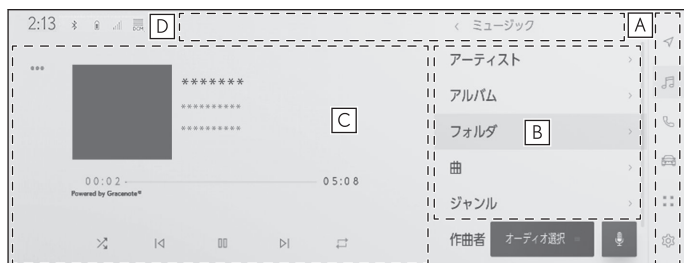 2:13
DCM
D
< ミュージック
A
*******
**********
**********
C
00:02
05:08
Powered by Gracenote®
アーティスト >
アルバム >
フォルダ >
B
曲 >
ジャンル >
作曲者
オーディオ選択